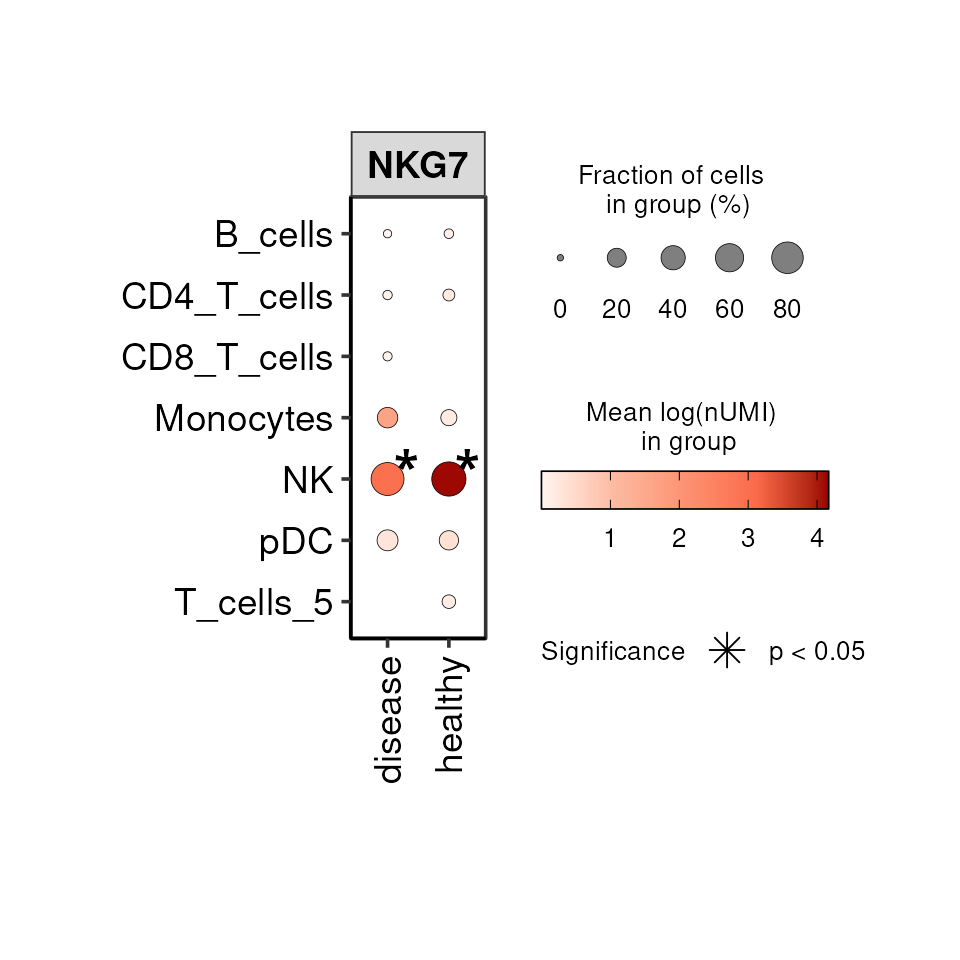 NKG7
B_cells
CD4_T_cells
CD8_T_cells
Monocytes
NK
pDC
T_cells_5
* *
disease
healthy
Fraction of cells
in group (%)
0 20 40 60 80
Mean log(nUMI)
in group
1 2 3 4
Significance * p < 0.05